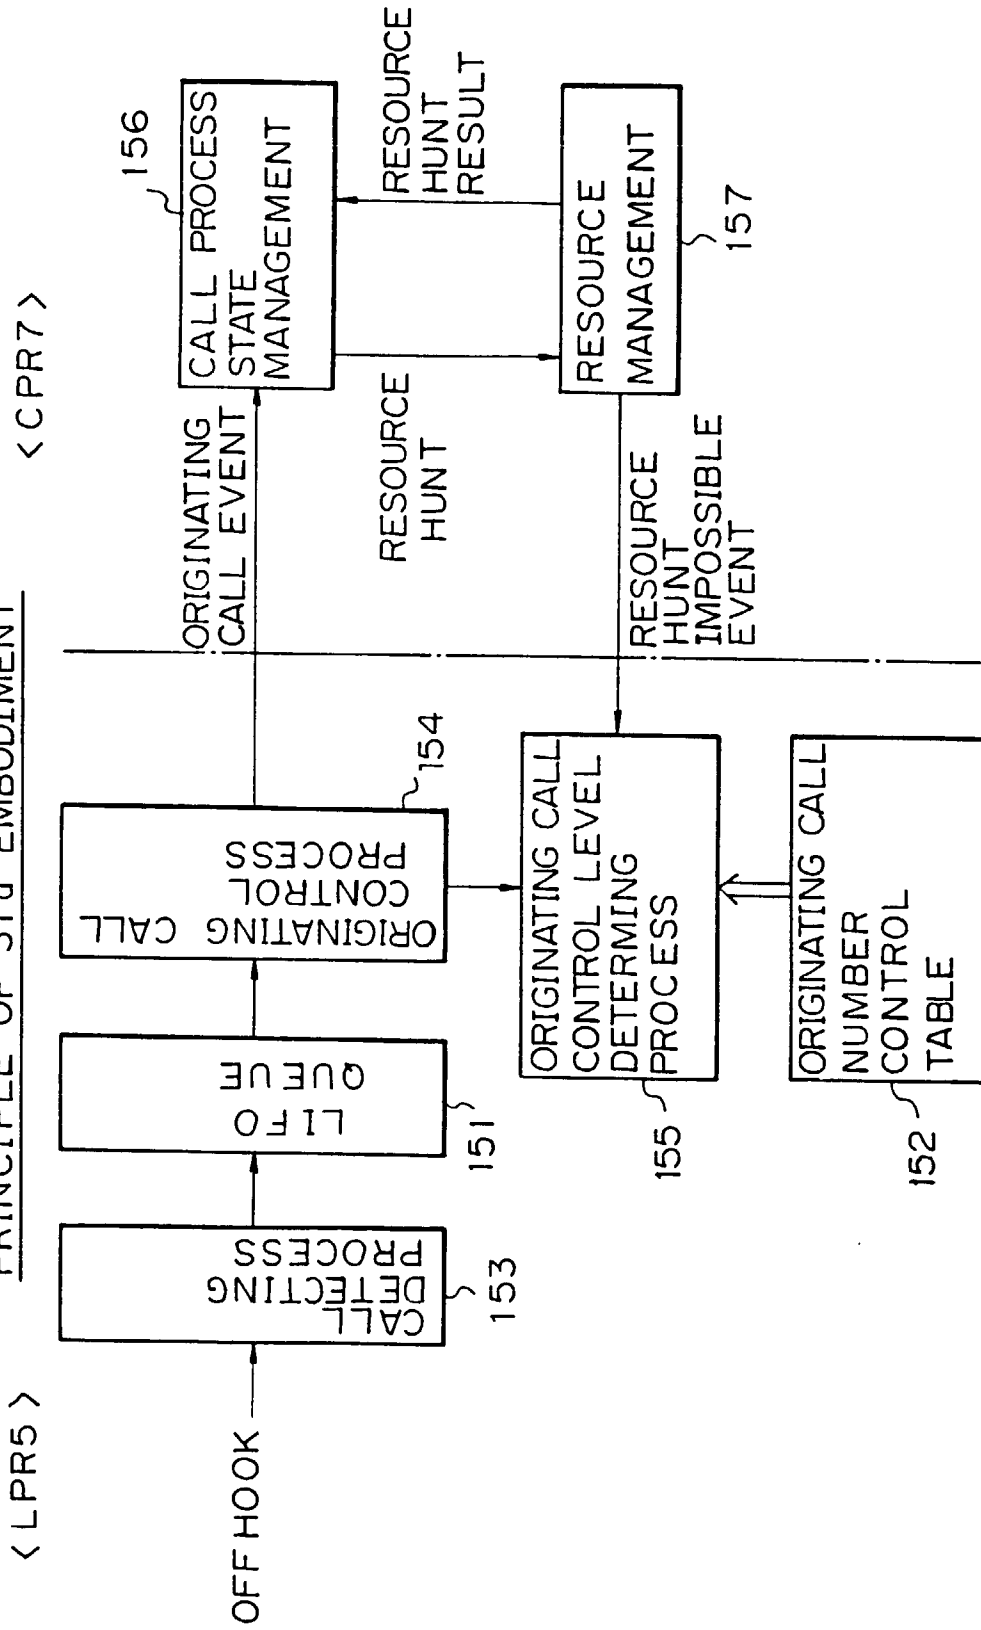 PRINCIPLE OF 5Td EMBODIMENT
<LPR5>
<CPR7>
OFF HOOK
CALL
DETECTING
PROCESS
153
LIFO
QUEUE
151
ORIGINATING CALL
CONTROL
PROCESS
154
ORIGINATING
CALL EVENT
CALL PROCESS
STATE
MANAGEMENT
156
RESOURCE
HUNT
RESOURCE
HUNT
RESULT
RESOURCE
MANAGEMENT
157
RESOURCE
HUNT
IMPOSSIBLE
EVENT
ORIGINATING CALL
CONTROL LEVEL
DETERMING
PROCESS
155
ORIGINATING CALL
NUMBER
CONTROL
TABLE
152